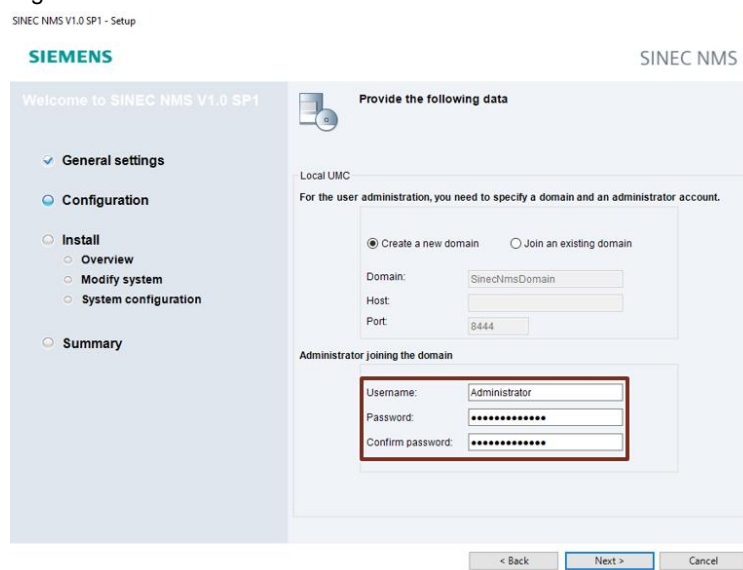 SINEC NMS V1.0 SP1 - Setup
SIEMENS
SINEC NMS
Welcome to SINEC NMS V1.0 SP1
Provide the following data
General settings
Configuration
Install
Overview
Modify system
System configuration
Summary
Local UMC
For the user administration, you need to specify a domain and an administrator account.
Create a new domain Join an existing domain
Domain: SinecNmsDomain
Host:
Port: 8444
Administrator joining the domain
Username: Administrator
Password: •••••••••••••
Confirm password: •••••••••••••
< Back Next > Cancel